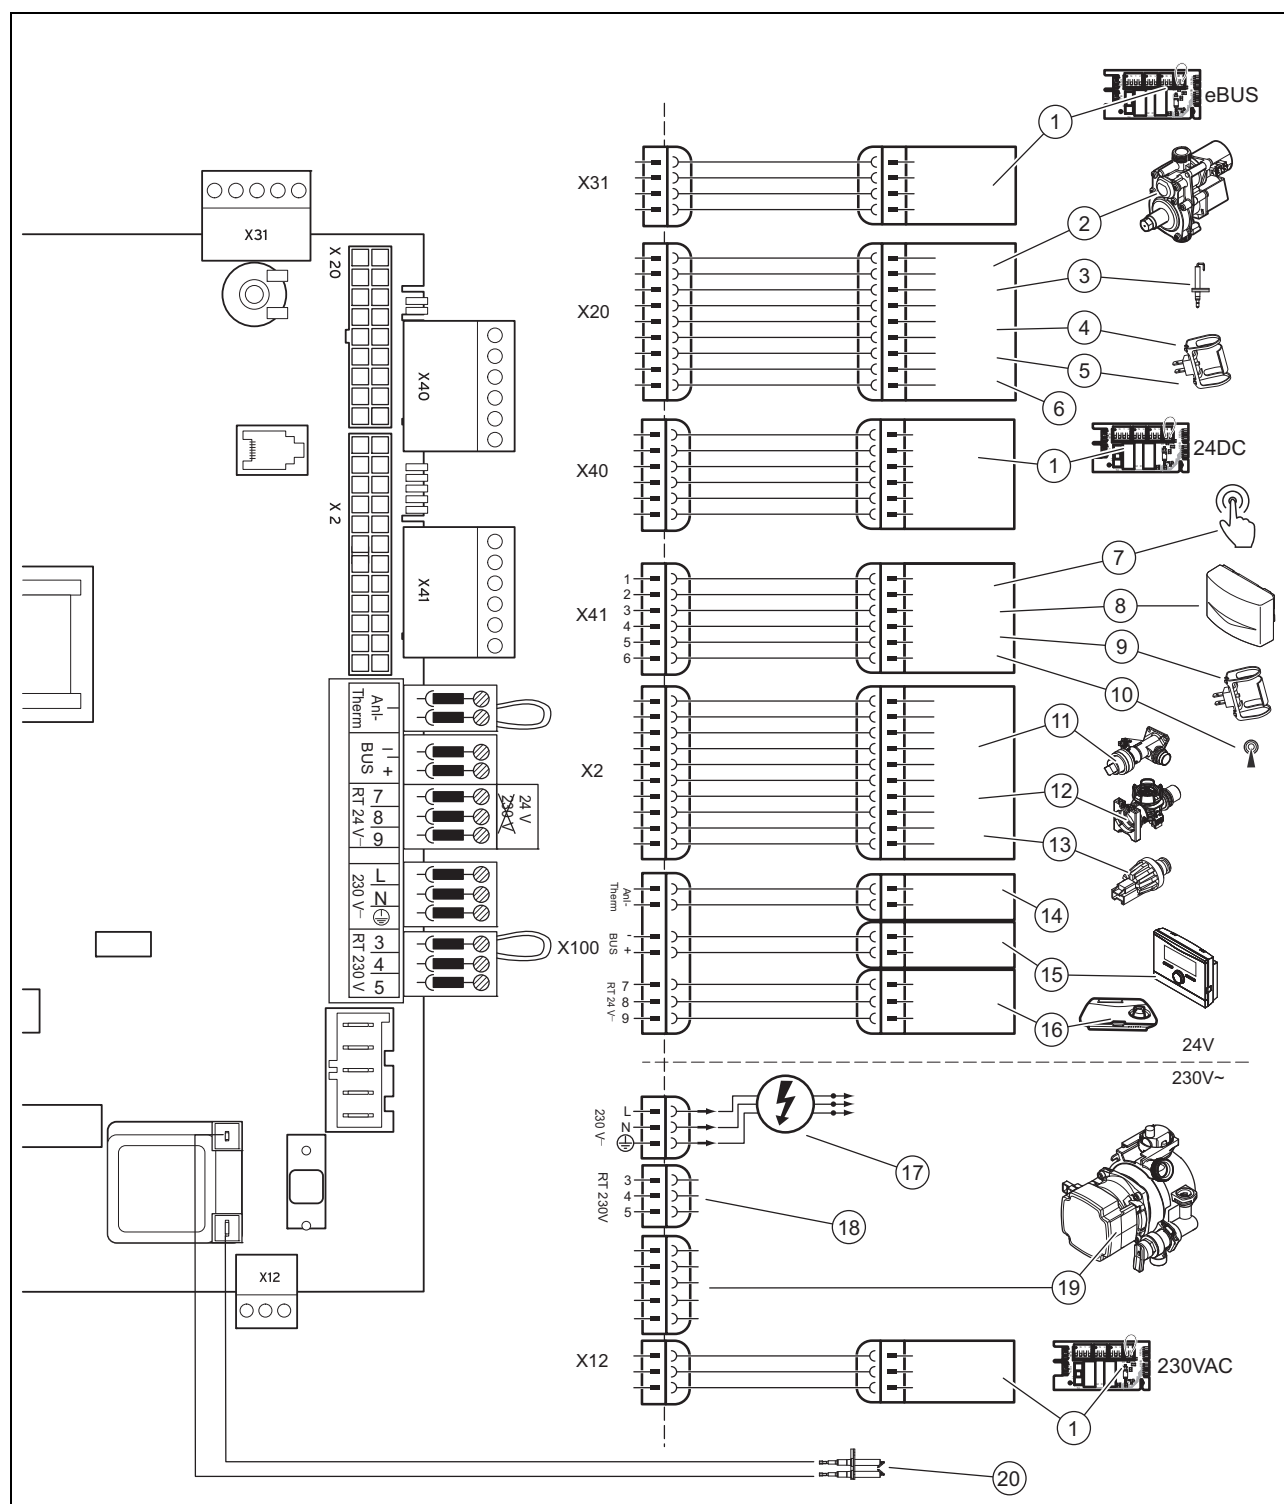 eBUS
1
X31
2
3
X20
4
5
6
1
24DC
X40
7
8
X41
1
2
3
4
5
6
9
10
11
X2
12
13
Anl-
Therm
14
X100
BUS
-
+
15
RT 24 V~
7
8
9
16
24V
230V~
230 V~
L
N
17
RT 230V
3
4
5
18
19
X12
230VAC
1
20
X31
X 20
X40
X 2
X41
Anl-
Therm
BUS
–
+
RT 24 V~
7
8
9
24 V
230 V
230 V~
L
N
RT 230 V
3
4
5
X12